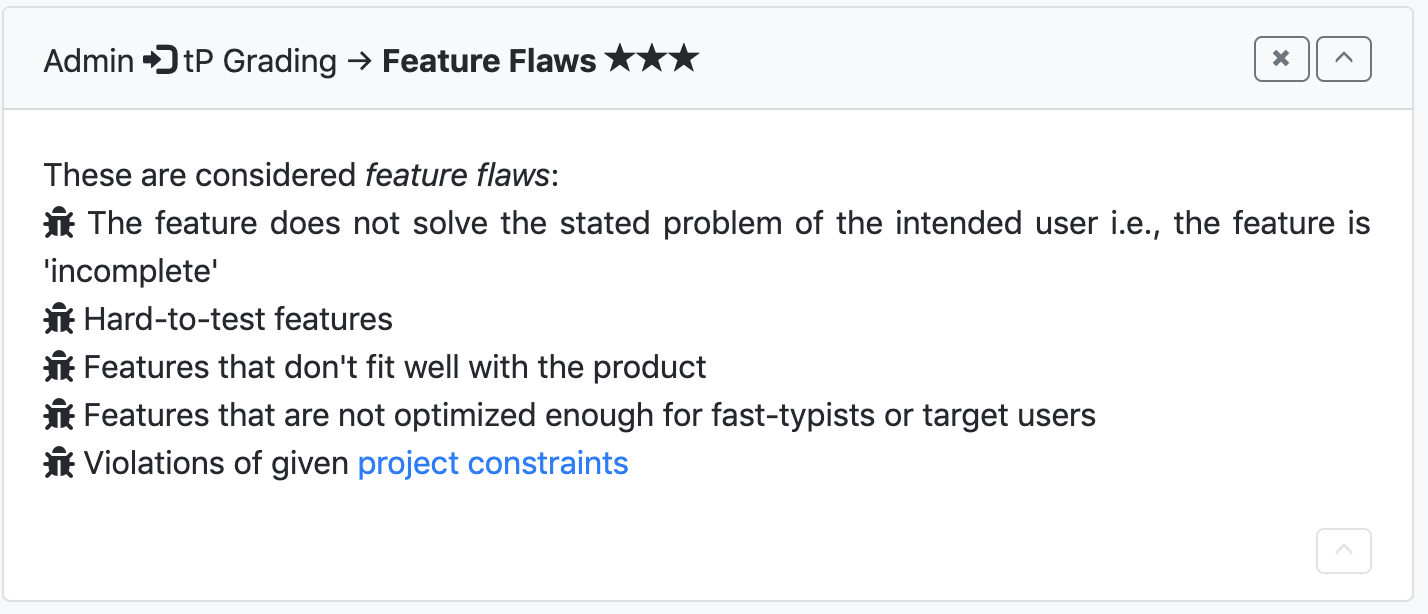 Admin tP Grading → Feature Flaws ★★★
These are considered feature flaws:
The feature does not solve the stated problem of the intended user i.e., the feature is
'incomplete'
Hard-to-test features
Features that don't fit well with the product
Features that are not optimized enough for fast-typists or target users
Violations of given project constraints